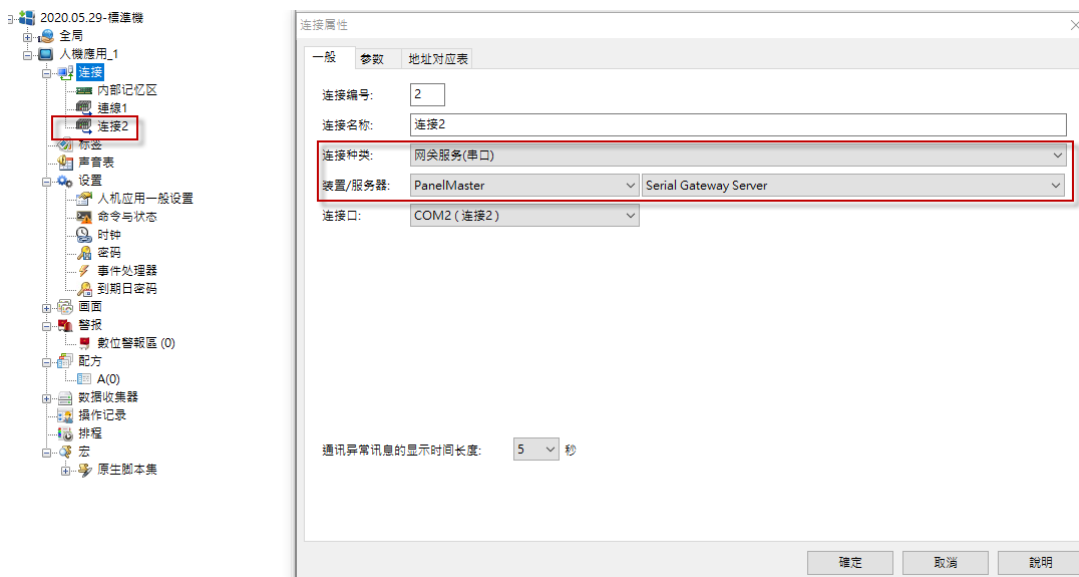 2020.05.29-標準機
全局
人機應用_1
连接
内部记忆区
連線1
连接2
标签
声音表
设置
人机应用一般设置
命令与状态
时钟
密码
事件处理器
到期日密码
画面
警报
數位警報區 (0)
配方
A(0)
数据收集器
操作记录
排程
宏
原生脚本集
连接属性
一般 参数 地址对应表
连接编号: 2
连接名称: 连接2
连接种类: 网关服务(串口)
装置/服务器: PanelMaster Serial Gateway Server
连接口: COM2 ( 连接2 )
通讯异常讯息的显示时间长度: 5 秒
確定 取消 說明